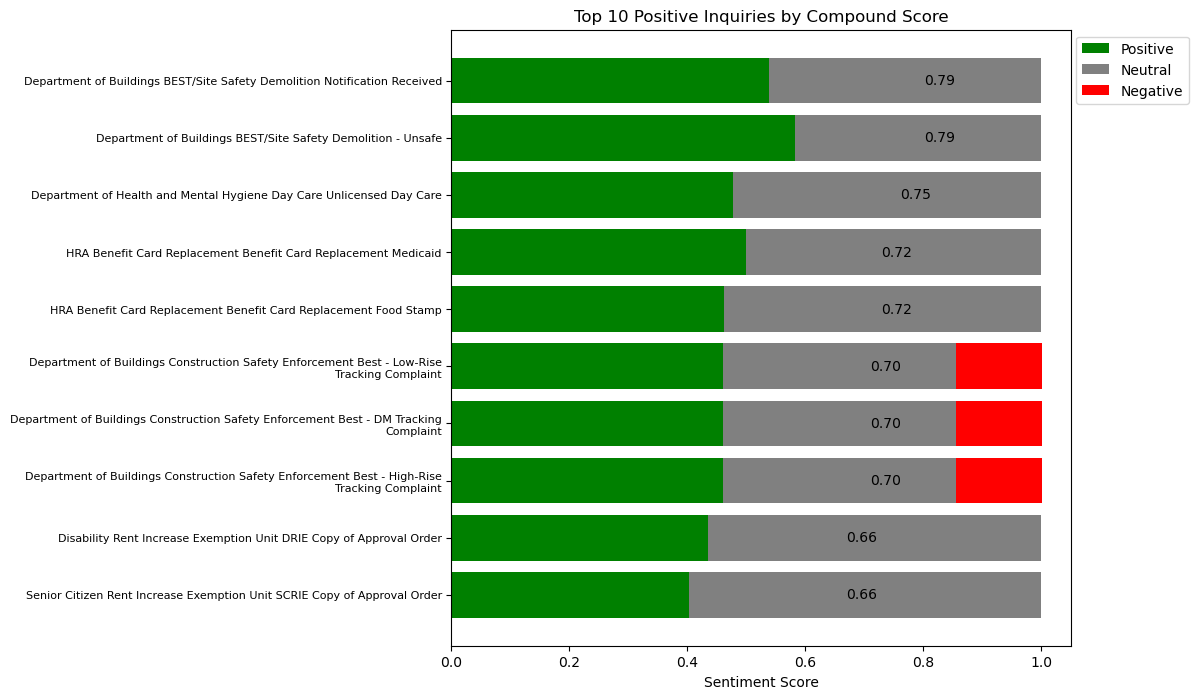 Top 10 Positive Inquiries by Compound Score
Positive
Neutral
Negative
Department of Buildings BEST/Site Safety Demolition Notification Received
0.79
Department of Buildings BEST/Site Safety Demolition - Unsafe
0.79
Department of Health and Mental Hygiene Day Care Unlicensed Day Care
0.75
HRA Benefit Card Replacement Benefit Card Replacement Medicaid
0.72
HRA Benefit Card Replacement Benefit Card Replacement Food Stamp
0.72
Department of Buildings Construction Safety Enforcement Best - Low-Rise
Tracking Complaint
0.70
Department of Buildings Construction Safety Enforcement Best - DM Tracking
Complaint
0.70
Department of Buildings Construction Safety Enforcement Best - High-Rise
Tracking Complaint
0.70
Disability Rent Increase Exemption Unit DRIE Copy of Approval Order
0.66
Senior Citizen Rent Increase Exemption Unit SCRIE Copy of Approval Order
0.66
0.0 0.2 0.4 0.6 0.8 1.0
Sentiment Score